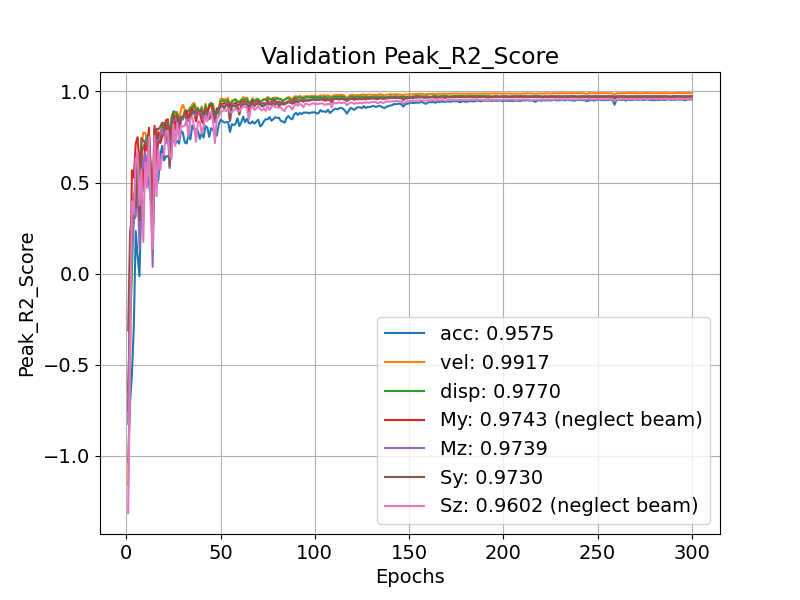 Validation Peak_R2_Score
Peak_R2_Score
1.0
0.5
0.0
−0.5
−1.0
acc: 0.9575
vel: 0.9917
disp: 0.9770
My: 0.9743 (neglect beam)
Mz: 0.9739
Sy: 0.9730
Sz: 0.9602 (neglect beam)
0 50 100 150 200 250 300
Epochs